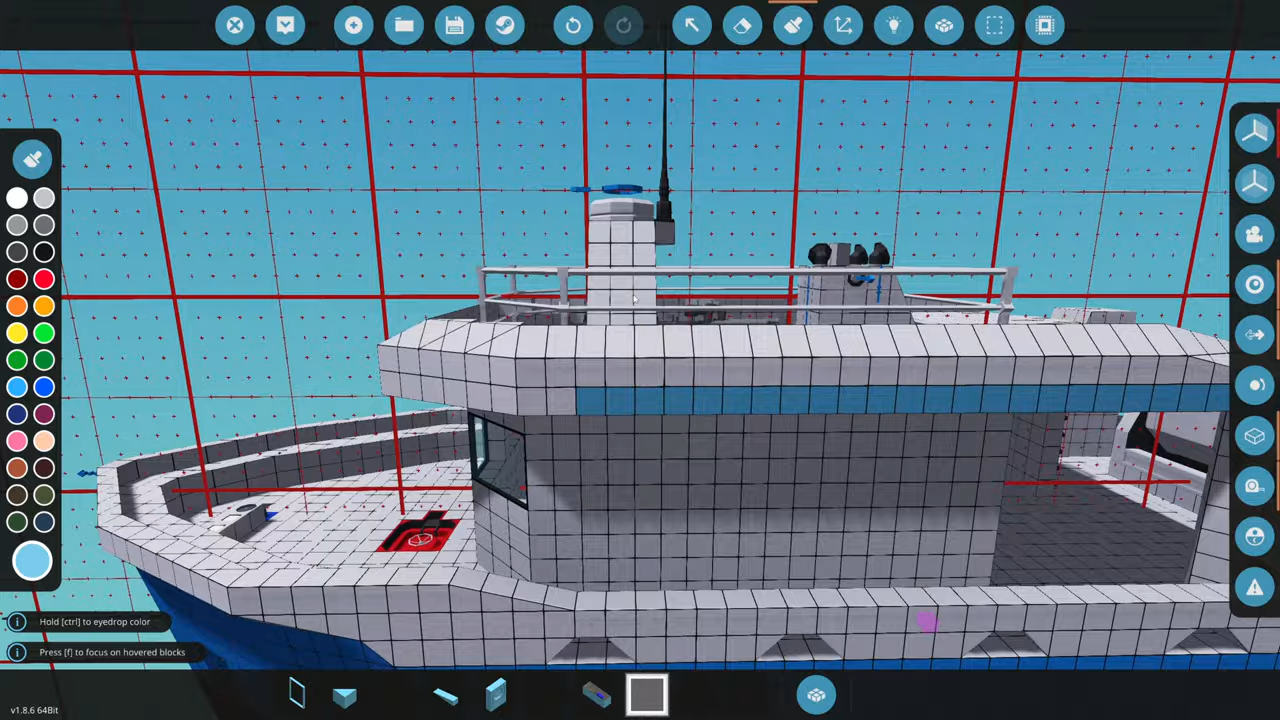 Hold [ctrl] to eyedrop color
Press [f] to focus on hovered blocks
v1.8.6 64Bit